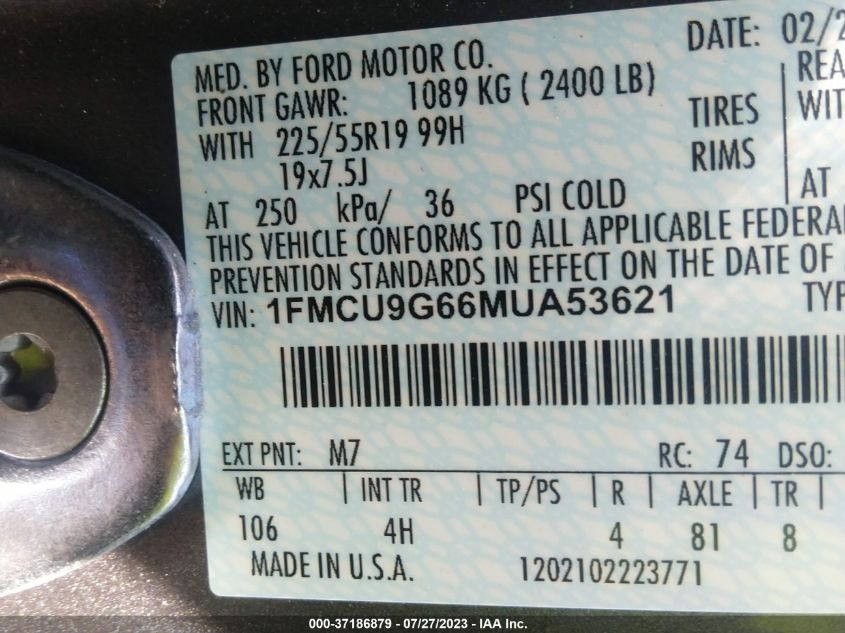 MFD. BY FORD MOTOR CO.
DATE: 02/2
FRONT GAWR: 1089 KG ( 2400 LB)
REA
WITH 225/55R19 99H TIRES
WIT
19x7.5J RIMS
AT 250 kPa/ 36 PSI COLD
AT
THIS VEHICLE CONFORMS TO ALL APPLICABLE FEDERA
PREVENTION STANDARDS IN EFFECT ON THE DATE OF
VIN: 1FMCU9G66MUA53621
TYP
EXT PNT: M7 RC: 74 DSO:
WB | INT TR | TP/PS | R | AXLE | TR |
106 4H 4 81 8
MADE IN U.S.A. 1202102223771
000-37186879 / 07/27/2023 - IAA Inc.